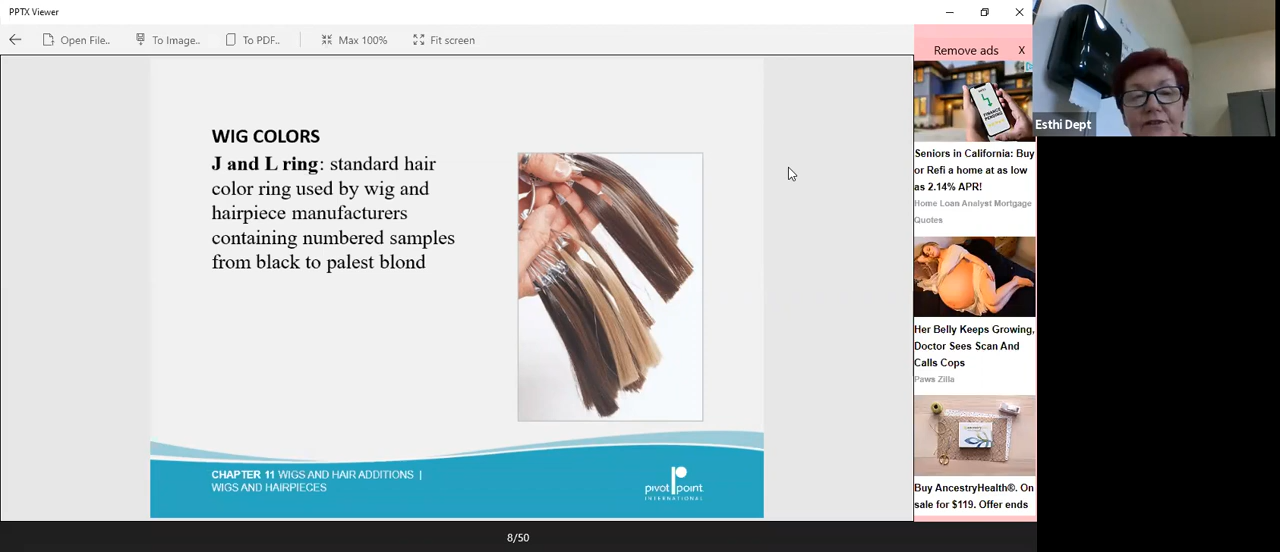 PPTX Viewer
Open File..
To Image..
To PDF..
Max 100%
Fit screen
WIG COLORS
J and L ring: standard hair
color ring used by wig and
hairpiece manufacturers
containing numbered samples
from black to palest blond
CHAPTER 11 WIGS AND HAIR ADDITIONS |
WIGS AND HAIRPIECES
pivot point
INTERNATIONAL
8/50
Remove ads X
Seniors in California: Buy
or Refi a home at as low
as 2.14% APR!
Home Loan Analyst Mortgage
Quotes
Her Belly Keeps Growing,
Doctor Sees Scan And
Calls Cops
Paws Zilla
Buy AncestryHealth®. On
sale for $119. Offer ends
Esthi Dept